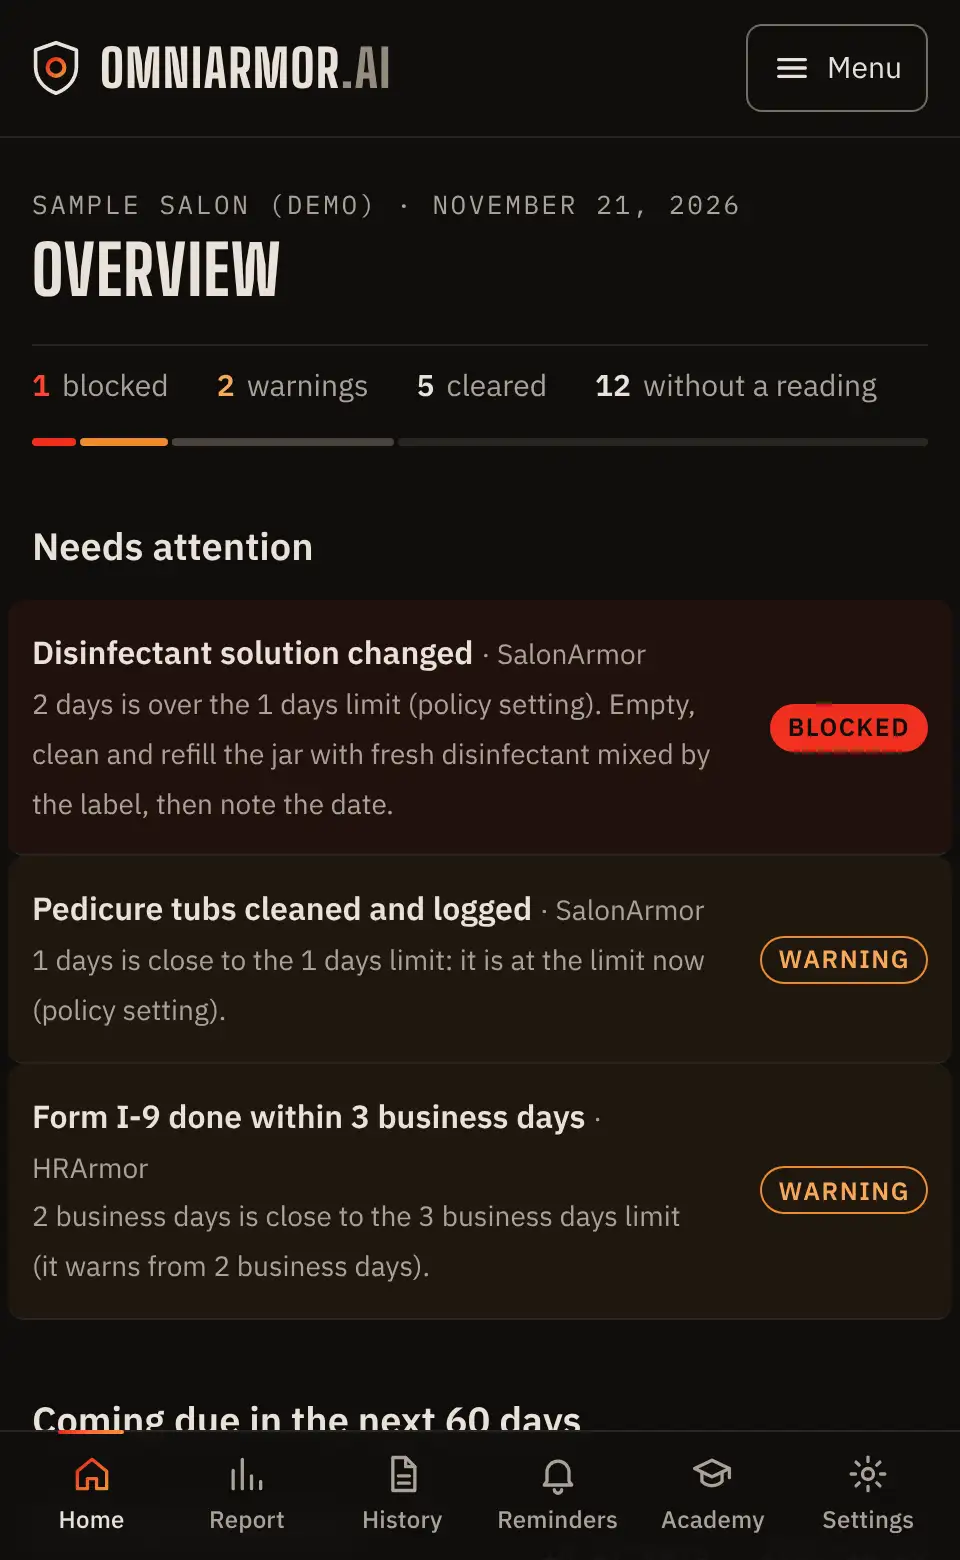 OMNIARMOR.AI
Menu
SAMPLE SALON (DEMO) · NOVEMBER 21, 2026
OVERVIEW
1 blocked 2 warnings 5 cleared 12 without a reading
Needs attention
Disinfectant solution changed · SalonArmor
2 days is over the 1 days limit (policy setting). Empty,
clean and refill the jar with fresh disinfectant mixed by
the label, then note the date.
BLOCKED
Pedicure tubs cleaned and logged · SalonArmor
1 days is close to the 1 days limit: it is at the limit now
(policy setting).
WARNING
Form I-9 done within 3 business days ·
HRArmor
2 business days is close to the 3 business days limit
(it warns from 2 business days).
WARNING
Coming due in the next 60 days
Home Report History Reminders Academy Settings